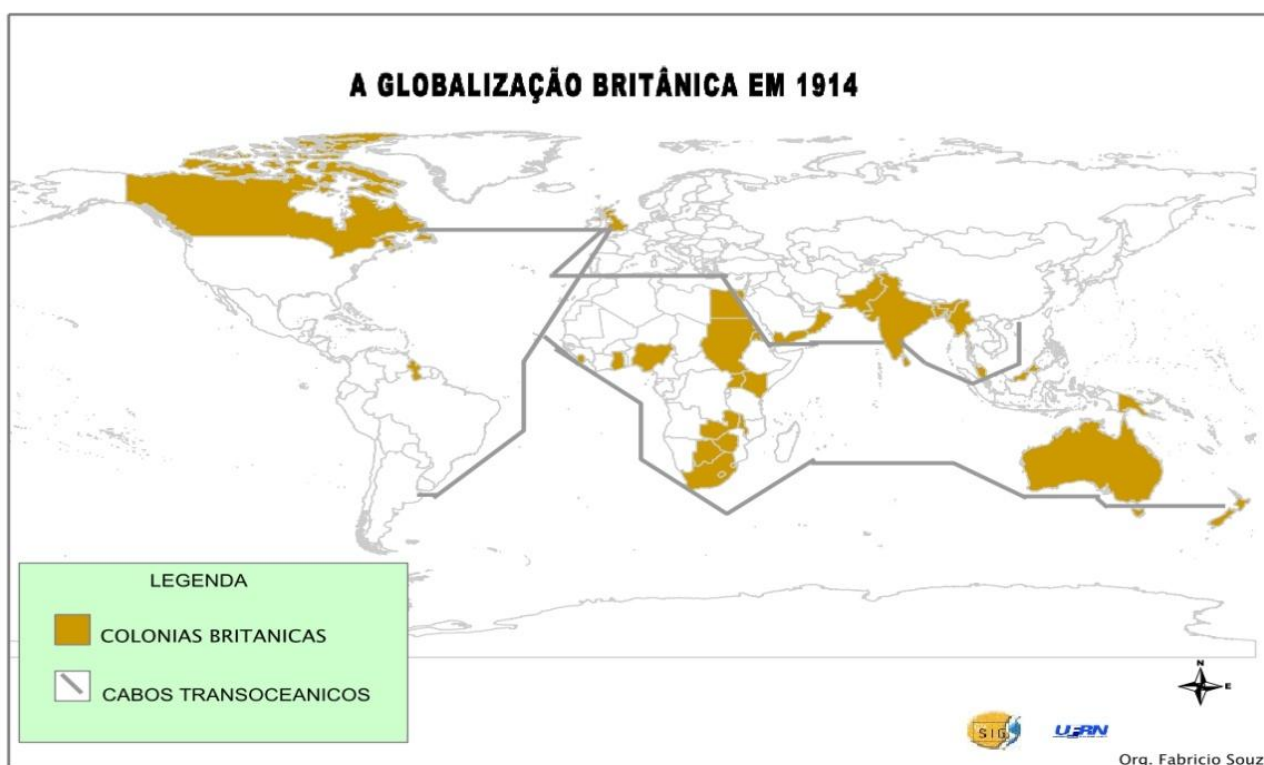 A GLOBALIZAÇÃO BRITÂNICA EM 1914
LEGENDA
COLONIAS BRITANICAS
CABOS TRANSOCEANICOS
N
E
SIG
UFRN
Org. Fabricio Souz